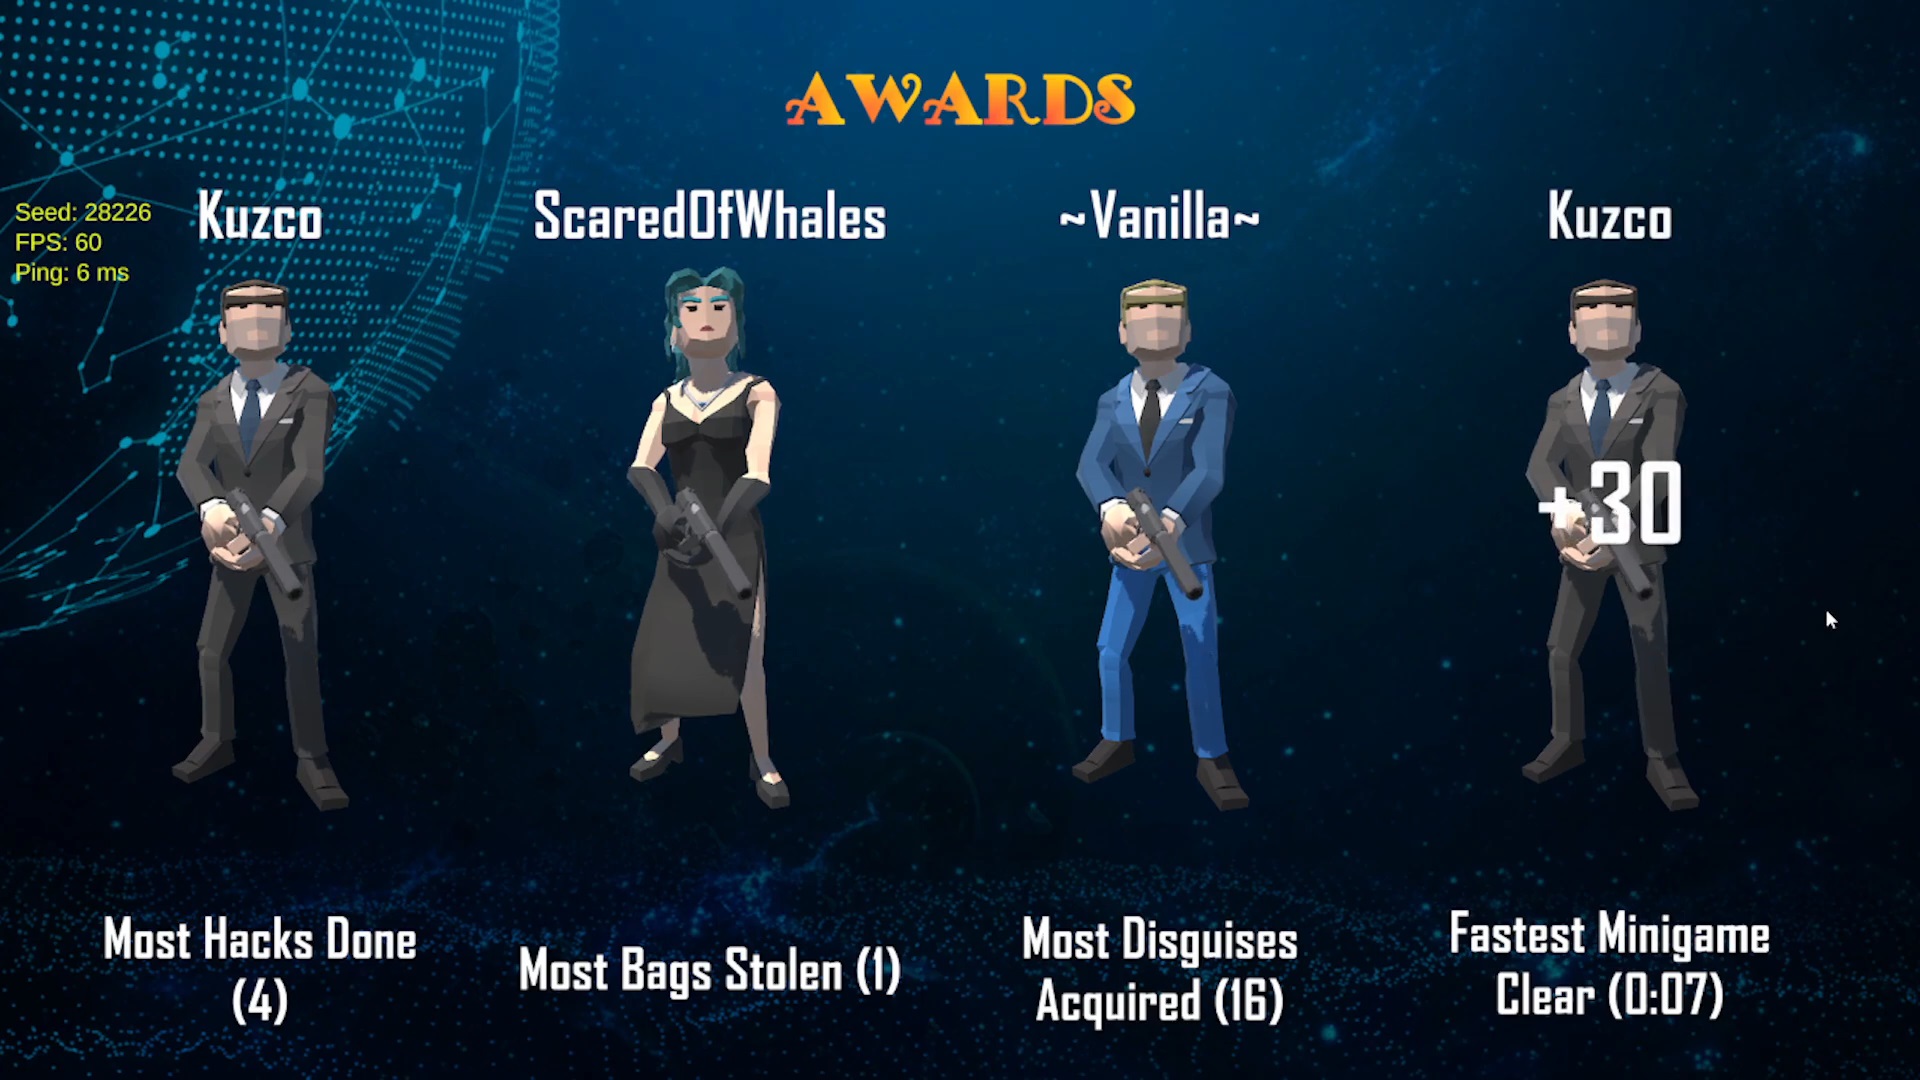 AWARDS
Kuzco
ScaredOfWhales
~Vanilla~
Kuzco
Seed: 28226
FPS: 60
Ping: 6 ms
+30
Most Hacks Done
(4)
Most Bags Stolen (1)
Most Disguises
Acquired (16)
Fastest Minigame
Clear (0:07)